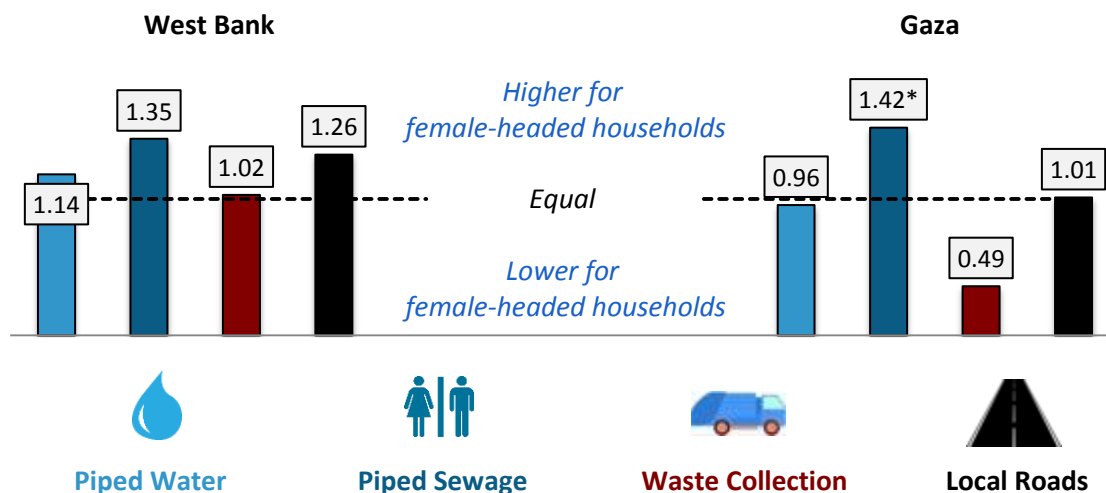 West Bank
Gaza
1.14
1.35
1.02
1.26
Higher for
female-headed households
Equal
Lower for
female-headed households
0.96
1.42*
0.49
1.01
Piped Water
Piped Sewage
Waste Collection
Local Roads